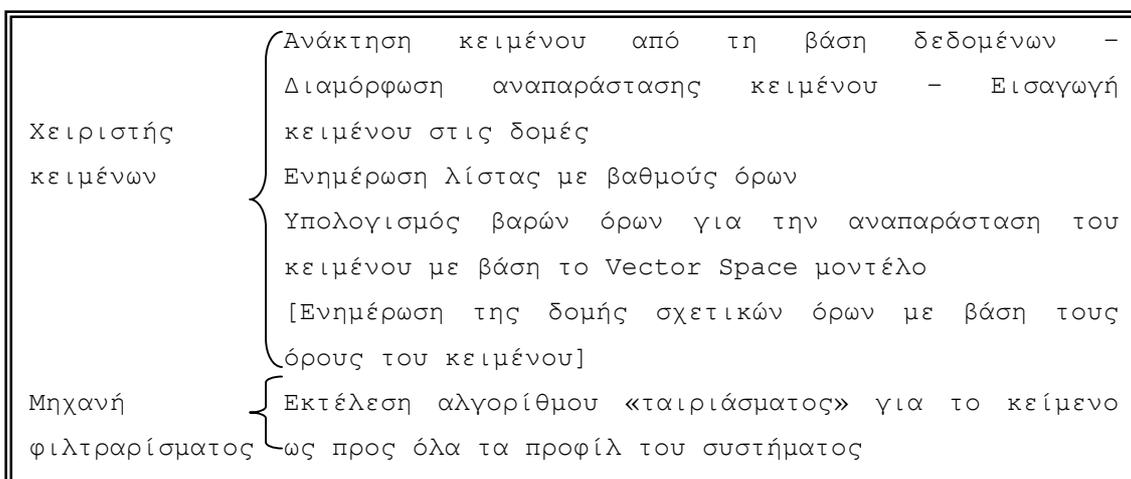 Ανάκτηση κειμένου από τη βάση δεδομένων –
Διαμόρφωση αναπαράστασης κειμένου – Εισαγωγή
Χειριστής κειμένου στις δομές
κειμένων Ενημέρωση λίστας με βαθμούς όρων
Υπολογισμός βαρών όρων για την αναπαράσταση του
κειμένου με βάση το Vector Space μοντέλο
[Ενημέρωση της δομής σχετικών όρων με βάση τους
όρους του κειμένου]
Μηχανή Εκτέλεση αλγορίθμου «ταιριάσματος» για το κείμενο
φιλτραρίσματος ως προς όλα τα προφίλ του συστήματος